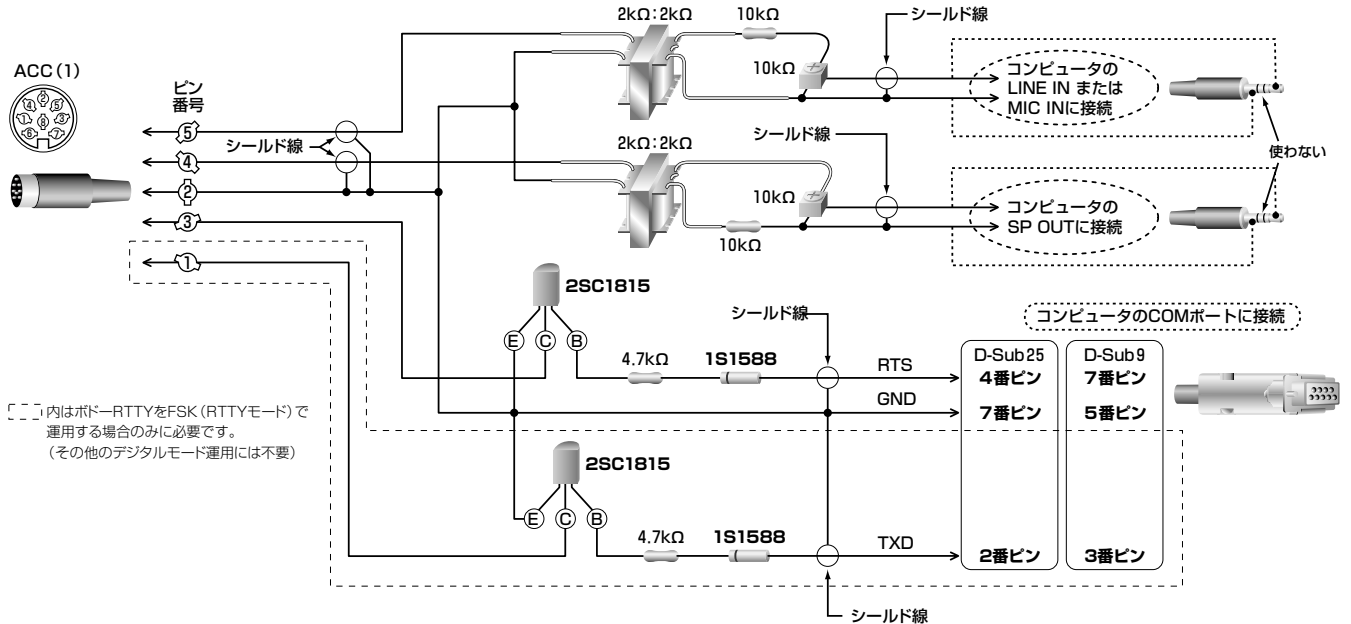 2kΩ:2kΩ
10kΩ
シールド線
ACC(1)
④ ② ⑤
① ⑧ ③
⑥ ⑦
ピン
番号
10kΩ
コンピュータの
LINE IN または
MIC INに接続
⑤
シールド線
④
②
③
①
2kΩ:2kΩ
シールド線
使わない
10kΩ
10kΩ
コンピュータの
SP OUTに接続
2SC1815
シールド線
コンピュータのCOMポートに接続
E C B
4.7kΩ
1S1588
RTS
GND
D-Sub25
4番ピン
7番ピン
2番ピン
D-Sub9
7番ピン
5番ピン
3番ピン
内はボドーRTTYをFSK(RTTYモード)で
運用する場合のみに必要です。
(その他のデジタルモード運用には不要)
2SC1815
E C B
4.7kΩ
1S1588
TXD
シールド線